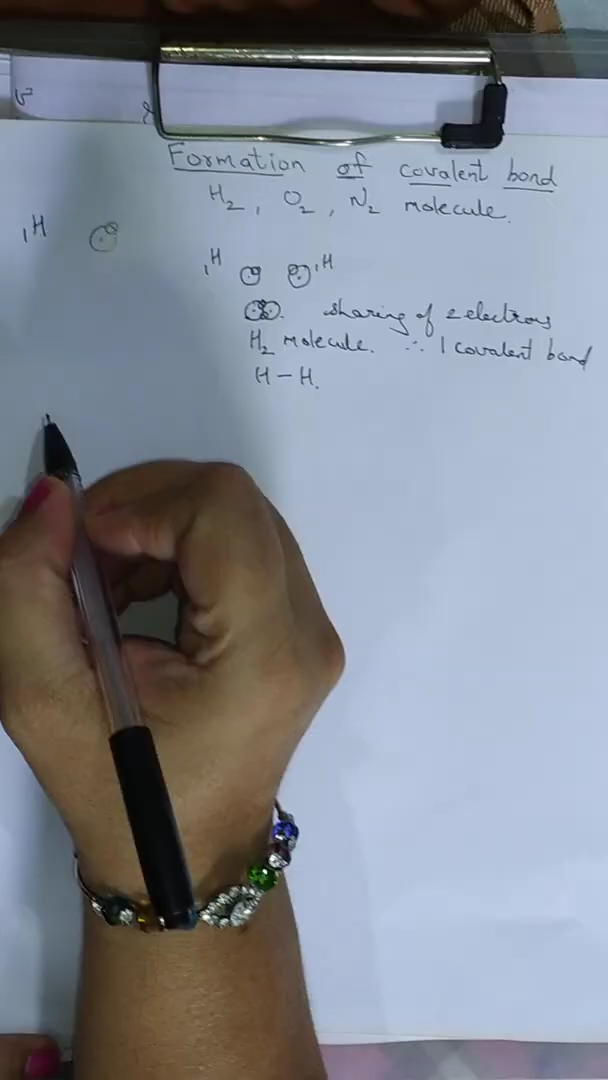 Formation of covalent bond
H2, O2, N2 molecule.
1H
1H 1H
sharing of 2 electrons
H2 molecule. ∴ 1 covalent bond
H – H.